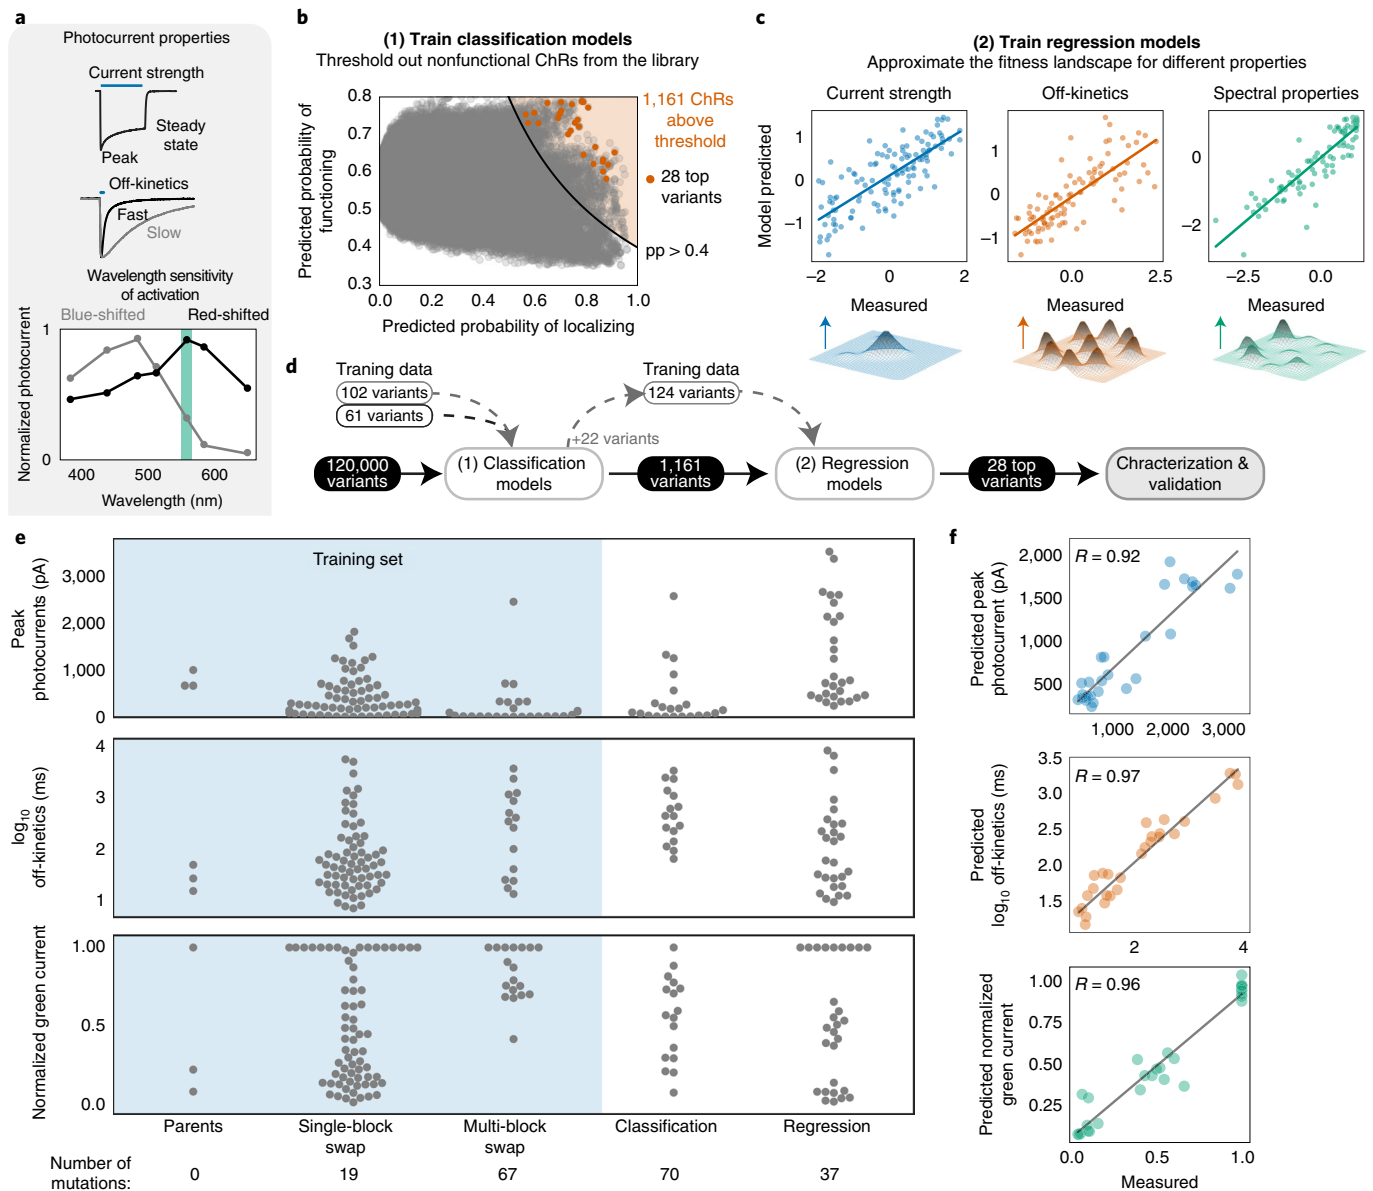 a
Photocurrent properties
Current strength
Steady
state
Peak
Off-kinetics
Fast
Slow
Wavelength sensitivity
of activation
Blue-shifted
Red-shifted
Normalized photocurrent
1
0
400
500
600
Wavelength (nm)
b
(1) Train classification models
Threshold out nonfunctional ChRs from the library
Predicted probability of
functioning
0.8
0.7
0.6
0.5
0.4
0.3
0.0
0.2
0.4
0.6
0.8
1.0
Predicted probability of localizing
1,161 ChRs
above
threshold
28 top
variants
pp > 0.4
c
(2) Train regression models
Approximate the fitness landscape for different properties
Current strength
Off-kinetics
Spectral properties
Model predicted
1
0
−1
−2
0
2
1
0
−1
0.0
2.5
0
−2
−2.5
0.0
Measured
Measured
Measured
d
Traning data
102 variants
61 variants
Traning data
124 variants
+22 variants
120,000
variants
(1) Classification
models
1,161
variants
(2) Regression
models
28 top
variants
Chracterization &
validation
e
Training set
Peak
photocurrents (pA)
3,000
2,000
1,000
0
log10
off-kinetics (ms)
4
3
2
1
Normalized green current
1.00
0.5
0.0
Parents
Single-block
swap
Multi-block
swap
Classification
Regression
Number of
mutations:
0
19
67
70
37
f
R = 0.92
Predicted peak
photocurrent (pA)
2,000
1,500
1,000
500
1,000
2,000
3,000
R = 0.97
Predicted
log10 off-kinetics (ms)
3.5
3.0
2.5
2.0
1.5
2
4
R = 0.96
Predicted normalized
green current
1.00
0.75
0.50
0.25
0.0
0.5
1.0
Measured